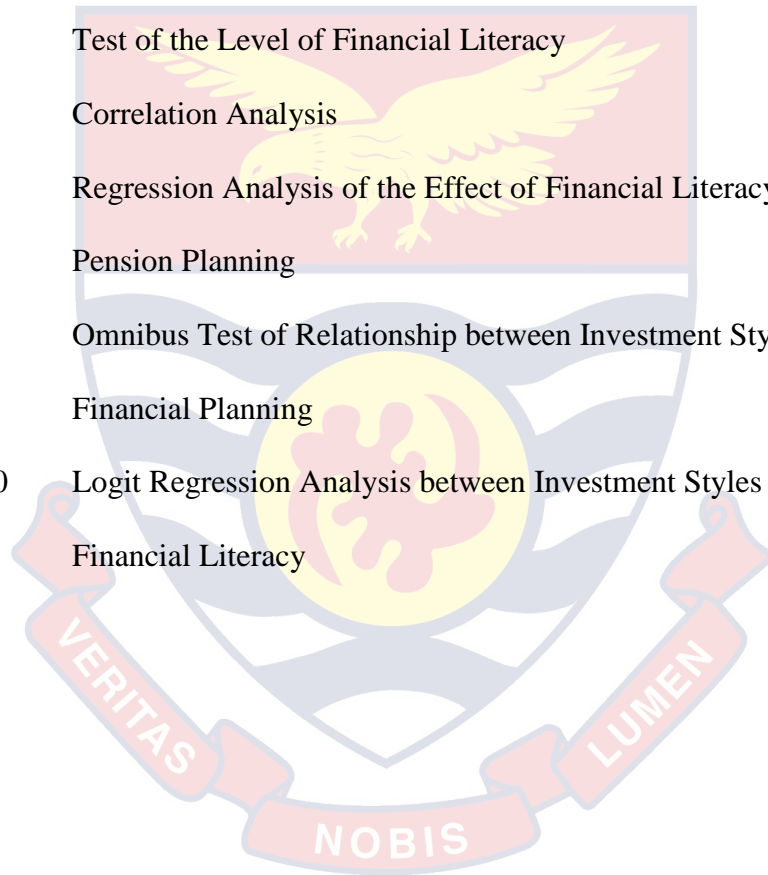 Test of the Level of Financial Literacy
Correlation Analysis
Regression Analysis of the Effect of Financial Literacy
Pension Planning
Omnibus Test of Relationship between Investment Sty
Financial Planning
0 Logit Regression Analysis between Investment Styles
Financial Literacy
VERITAS
NOBIS
LUMEN